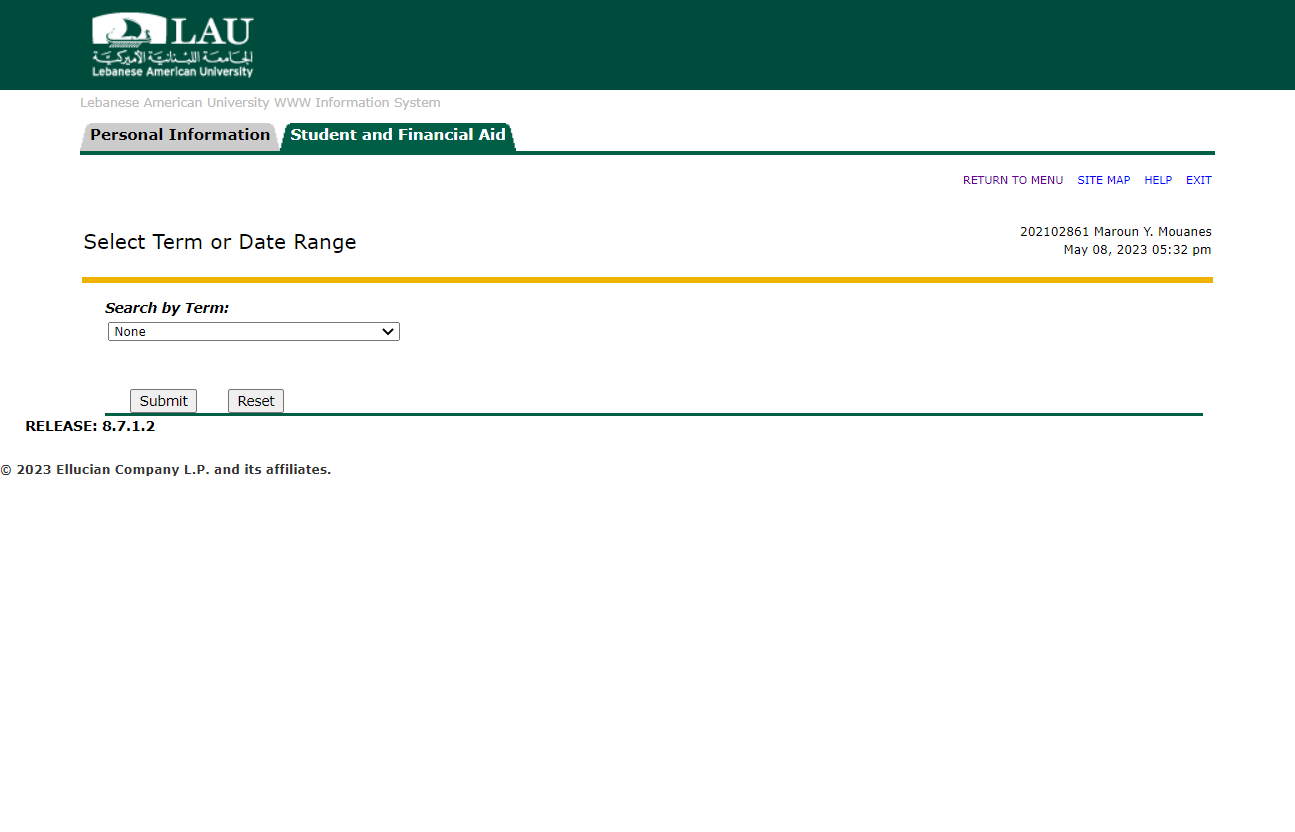 LAU
الجامعة اللبنانية الأميركية
Lebanese American University
Lebanese American University WWW Information System
Personal Information Student and Financial Aid
RETURN TO MENU SITE MAP HELP EXIT
Select Term or Date Range
202102861 Maroun Y. Mouanes
May 08, 2023 05:32 pm
Search by Term:
None
Submit Reset
RELEASE: 8.7.1.2
© 2023 Ellucian Company L.P. and its affiliates.